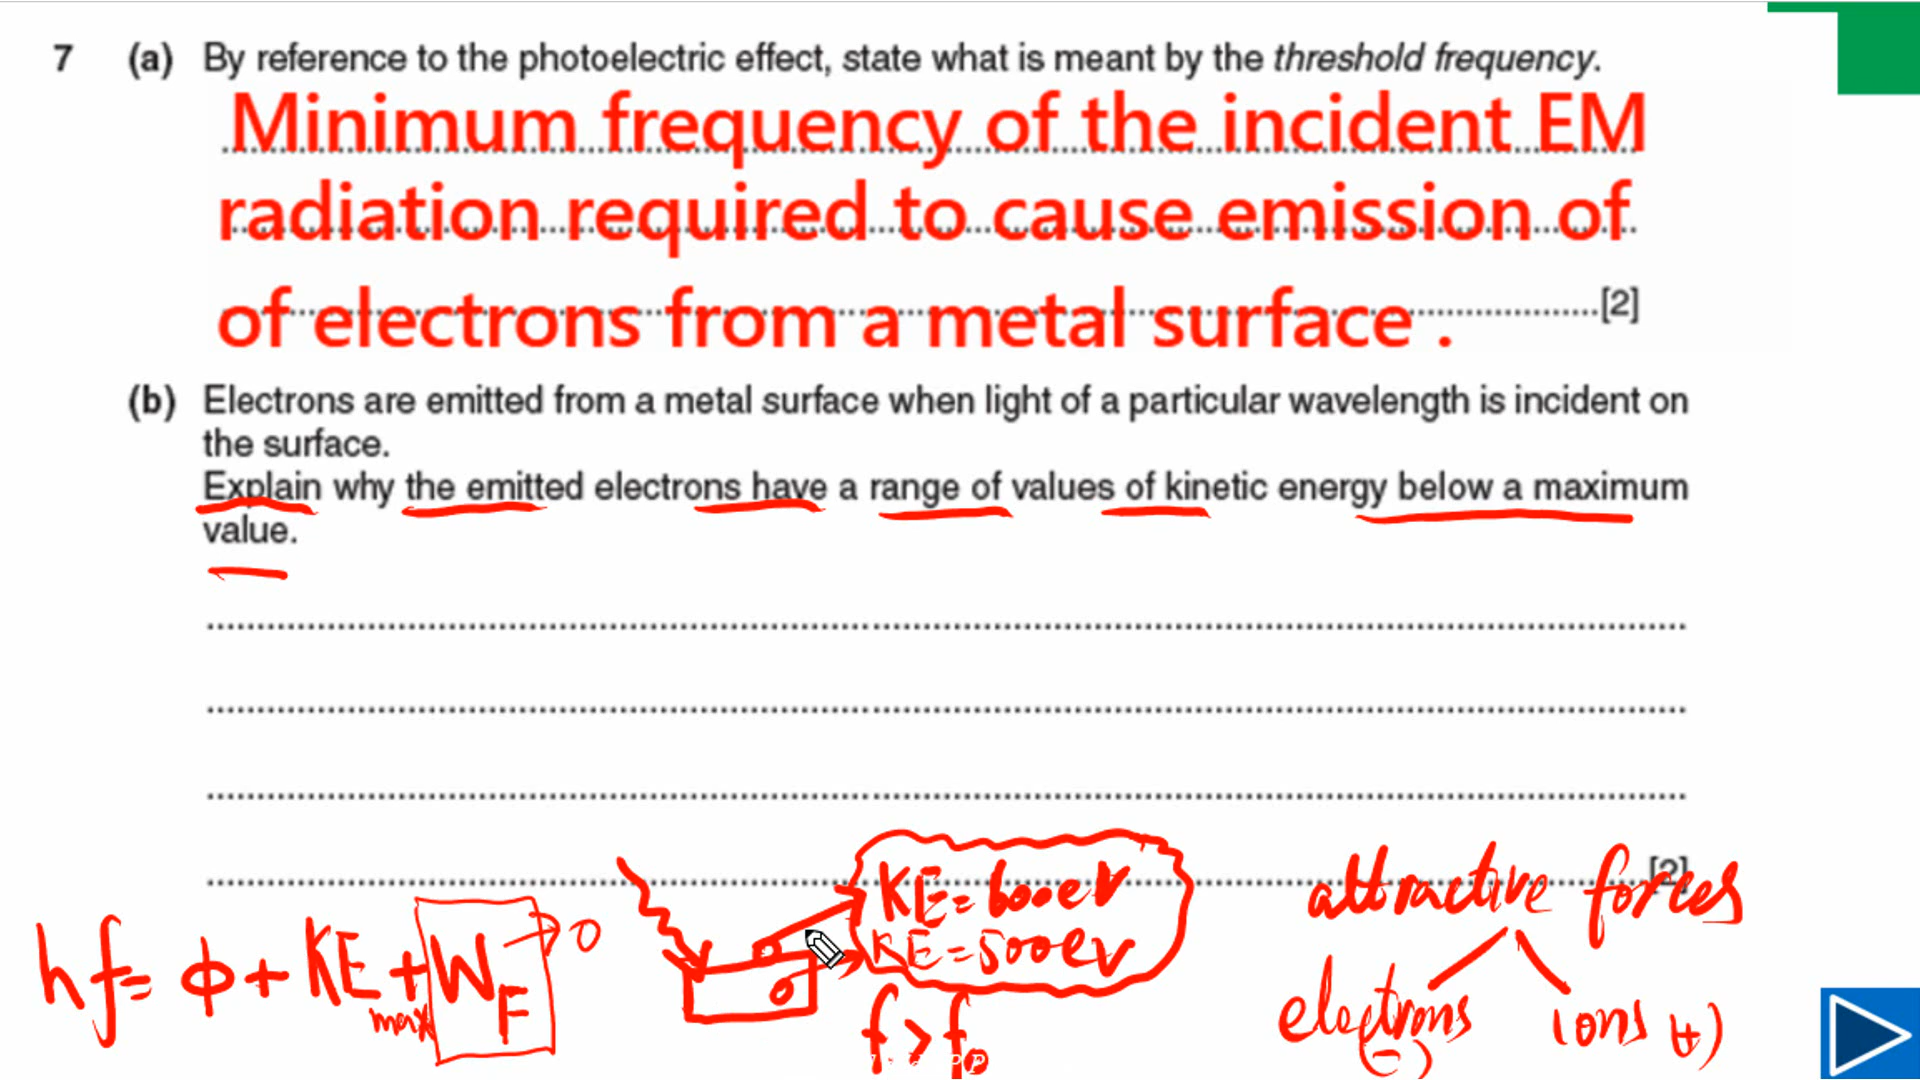 7 (a) By reference to the photoelectric effect, state what is meant by the threshold frequency.
Minimum frequency of the incident EM
radiation required to cause emission of
of electrons from a metal surface .
[2]
(b) Electrons are emitted from a metal surface when light of a particular wavelength is incident on
the surface.
Explain why the emitted electrons have a range of values of kinetic energy below a maximum
value.
[2]
hf = ϕ + KE max + W F → 0
KE = 600eV
KE = 500eV
f > f0
attractive forces
electrons (-)
ions (+)